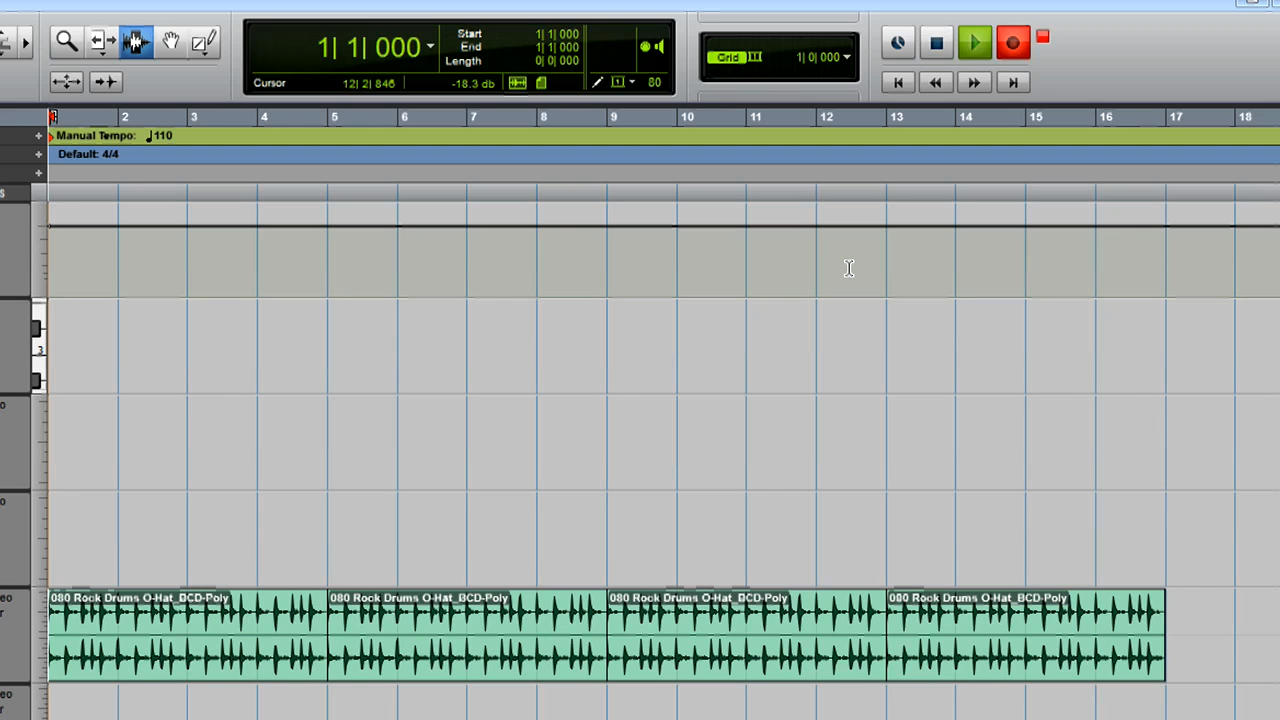 1| 1| 000
Start 1| 1| 000
End 1| 1| 000
Length 0| 0| 000
Cursor 12| 2| 846 -18.3 db 80
Grid 1| 0| 000
2 3 4 5 6 7 8 9 10 11 12 13 14 15 16 17 18
+ Manual Tempo: ♩110
+ Default: 4/4
+
S
3
o
o
eo
r
080 Rock Drums O-Hat_BCD-Poly 080 Rock Drums O-Hat_BCD-Poly 080 Rock Drums O-Hat_BCD-Poly 080 Rock Drums O-Hat_BCD-Poly
eo
r